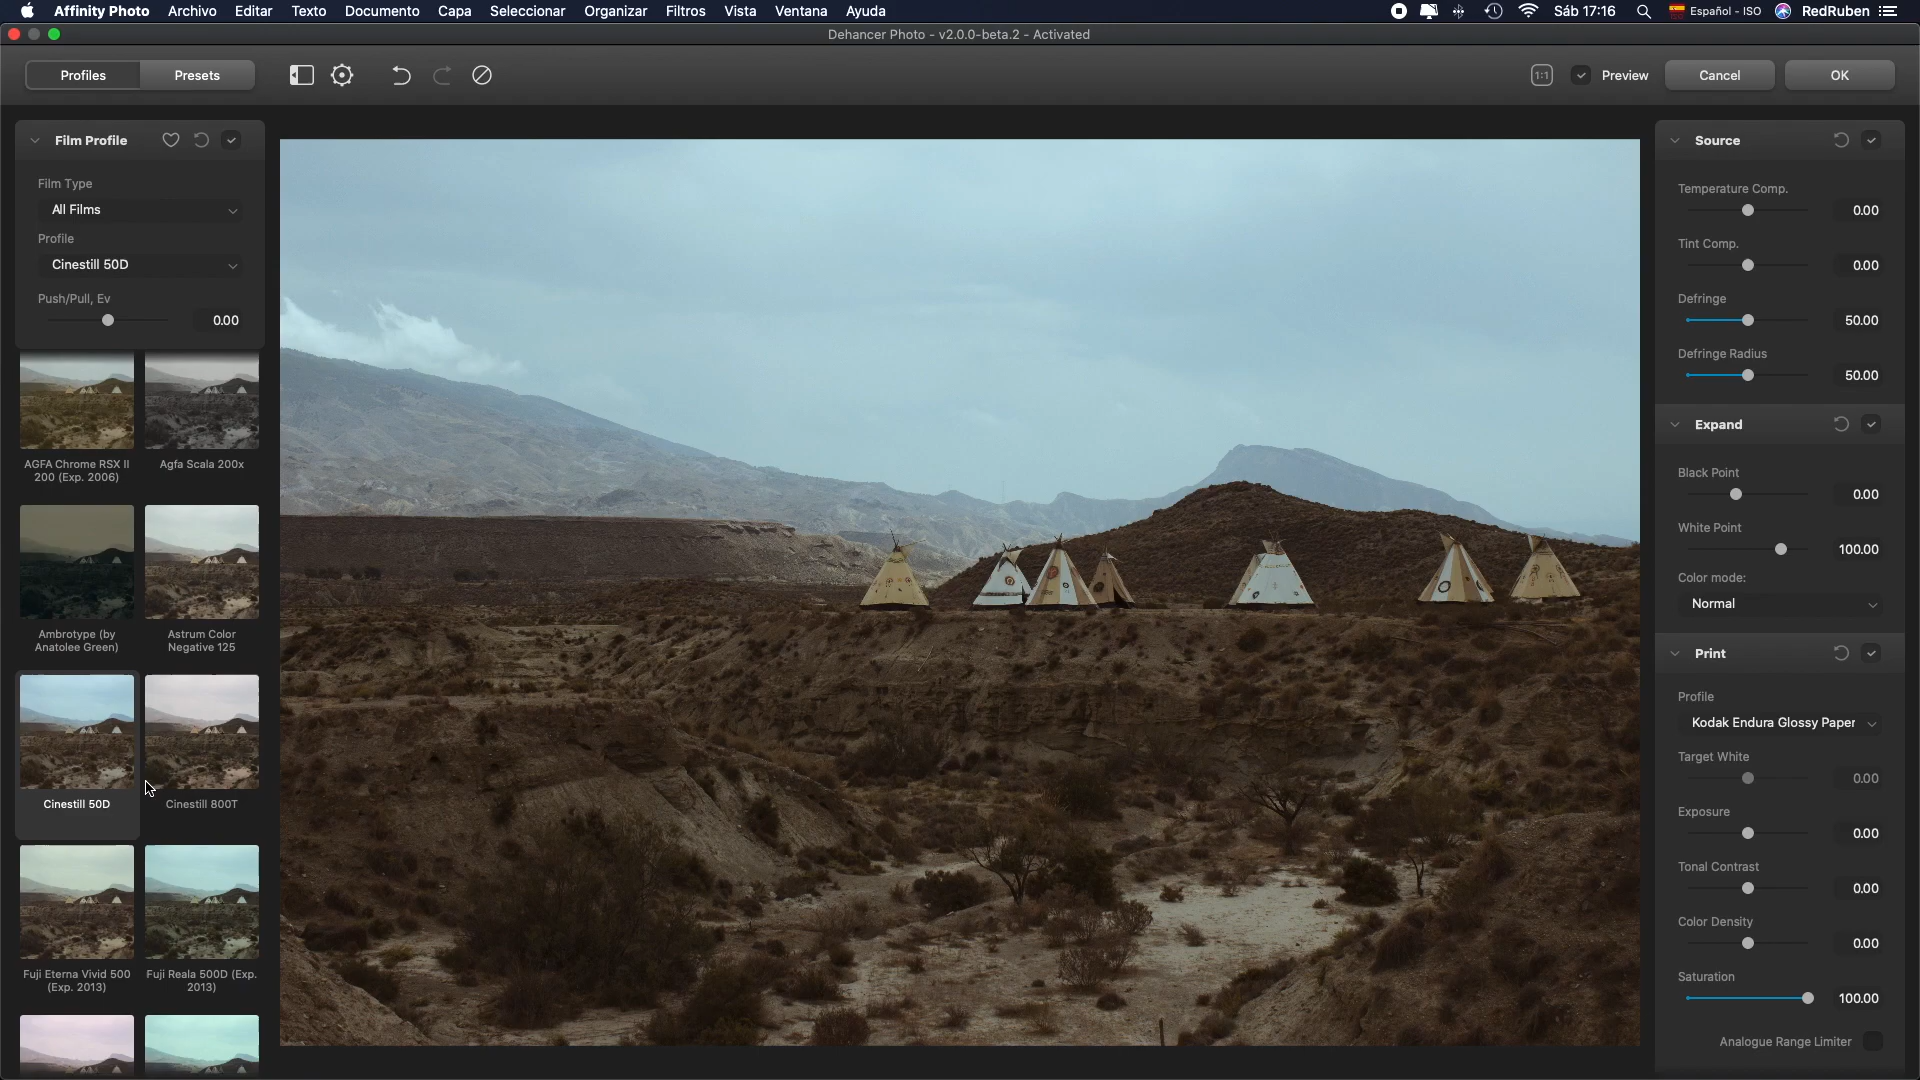 Affinity Photo Archivo Editar Texto Documento Capa Seleccionar Organizar Filtros Vista Ventana Ayuda Sáb 17:16 Español - ISO RedRuben
Dehancer Photo - v2.0.0-beta.2 - Activated
Profiles Presets 1:1 Preview Cancel OK
Film Profile
Film Type
All Films
Profile
Cinestill 50D
Push/Pull, Ev
0.00
AGFA Chrome RSX II
200 (Exp. 2006)
Agfa Scala 200x
Ambrotype (by
Anatolee Green)
Astrum Color
Negative 125
Cinestill 50D
Cinestill 800T
Fuji Eterna Vivid 500
(Exp. 2013)
Fuji Reala 500D (Exp.
2013)
Source
Temperature Comp.
0.00
Tint Comp.
0.00
Defringe
50.00
Defringe Radius
50.00
Expand
Black Point
0.00
White Point
100.00
Color mode:
Normal
Print
Profile
Kodak Endura Glossy Paper
Target White
0.00
Exposure
0.00
Tonal Contrast
0.00
Color Density
0.00
Saturation
100.00
Analogue Range Limiter